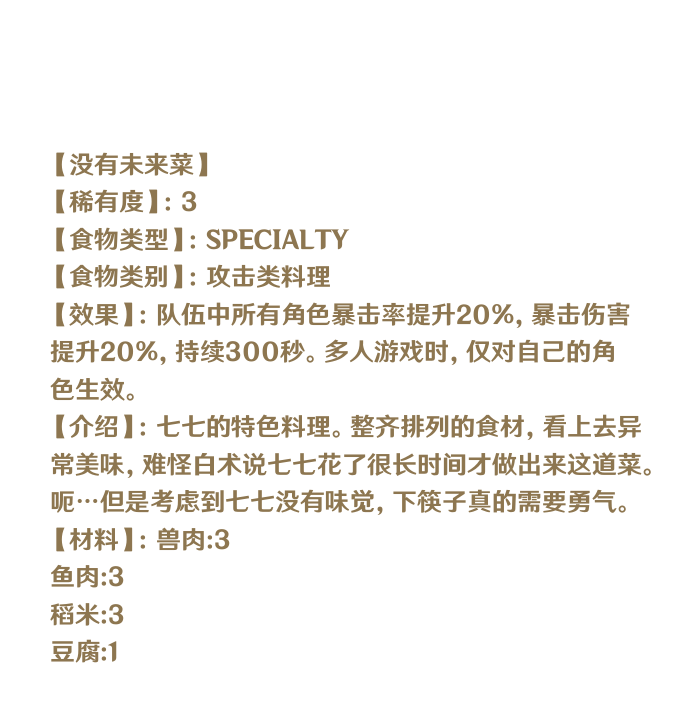 【没有未来菜】
【稀有度】: 3
【食物类型】: SPECIALTY
【食物类别】: 攻击类料理
【效果】: 队伍中所有角色暴击率提升20%, 暴击伤害
提升20%, 持续300秒。多人游戏时, 仅对自己的角
色生效。
【介绍】: 七七的特色料理。整齐排列的食材, 看上去异
常美味, 难怪白术说七七花了很长时间才做出来这道菜。
呃…但是考虑到七七没有味觉, 下筷子真的需要勇气。
【材料】: 兽肉:3
鱼肉:3
稻米:3
豆腐:1